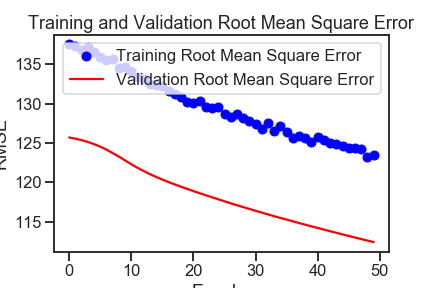 Training and Validation Root Mean Square Error
Training Root Mean Square Error
Validation Root Mean Square Error
135
130
125
120
115
RMSE
0 10 20 30 40 50